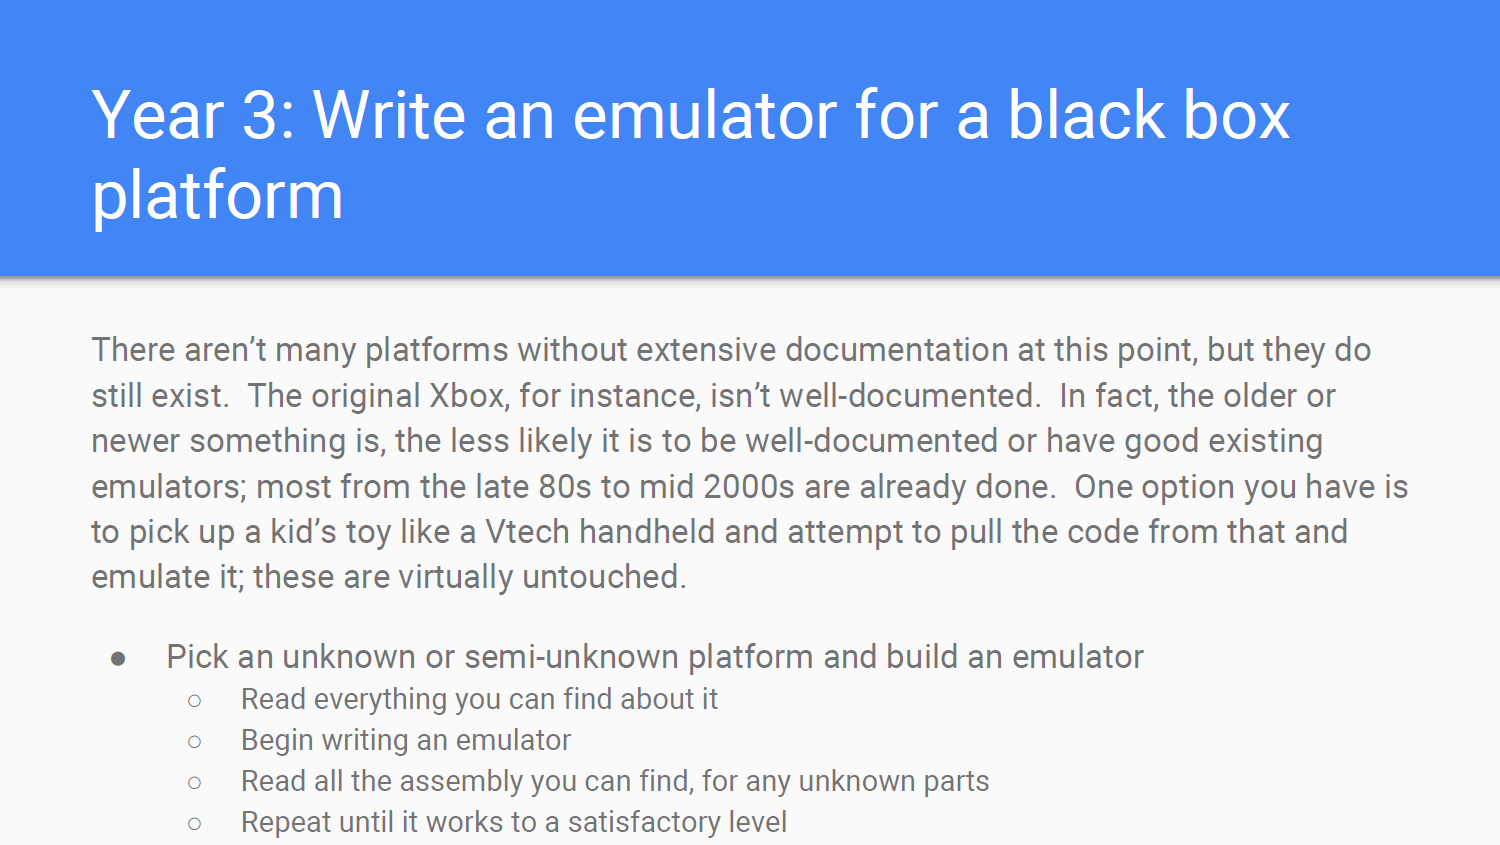 Year 3: Write an emulator for a black box
platform
There aren’t many platforms without extensive documentation at this point, but they do
still exist.  The original Xbox, for instance, isn’t well-documented.  In fact, the older or
newer something is, the less likely it is to be well-documented or have good existing
emulators; most from the late 80s to mid 2000s are already done.  One option you have is
to pick up a kid’s toy like a Vtech handheld and attempt to pull the code from that and
emulate it; these are virtually untouched.
● Pick an unknown or semi-unknown platform and build an emulator
○ Read everything you can find about it
○ Begin writing an emulator
○ Read all the assembly you can find, for any unknown parts
○ Repeat until it works to a satisfactory level